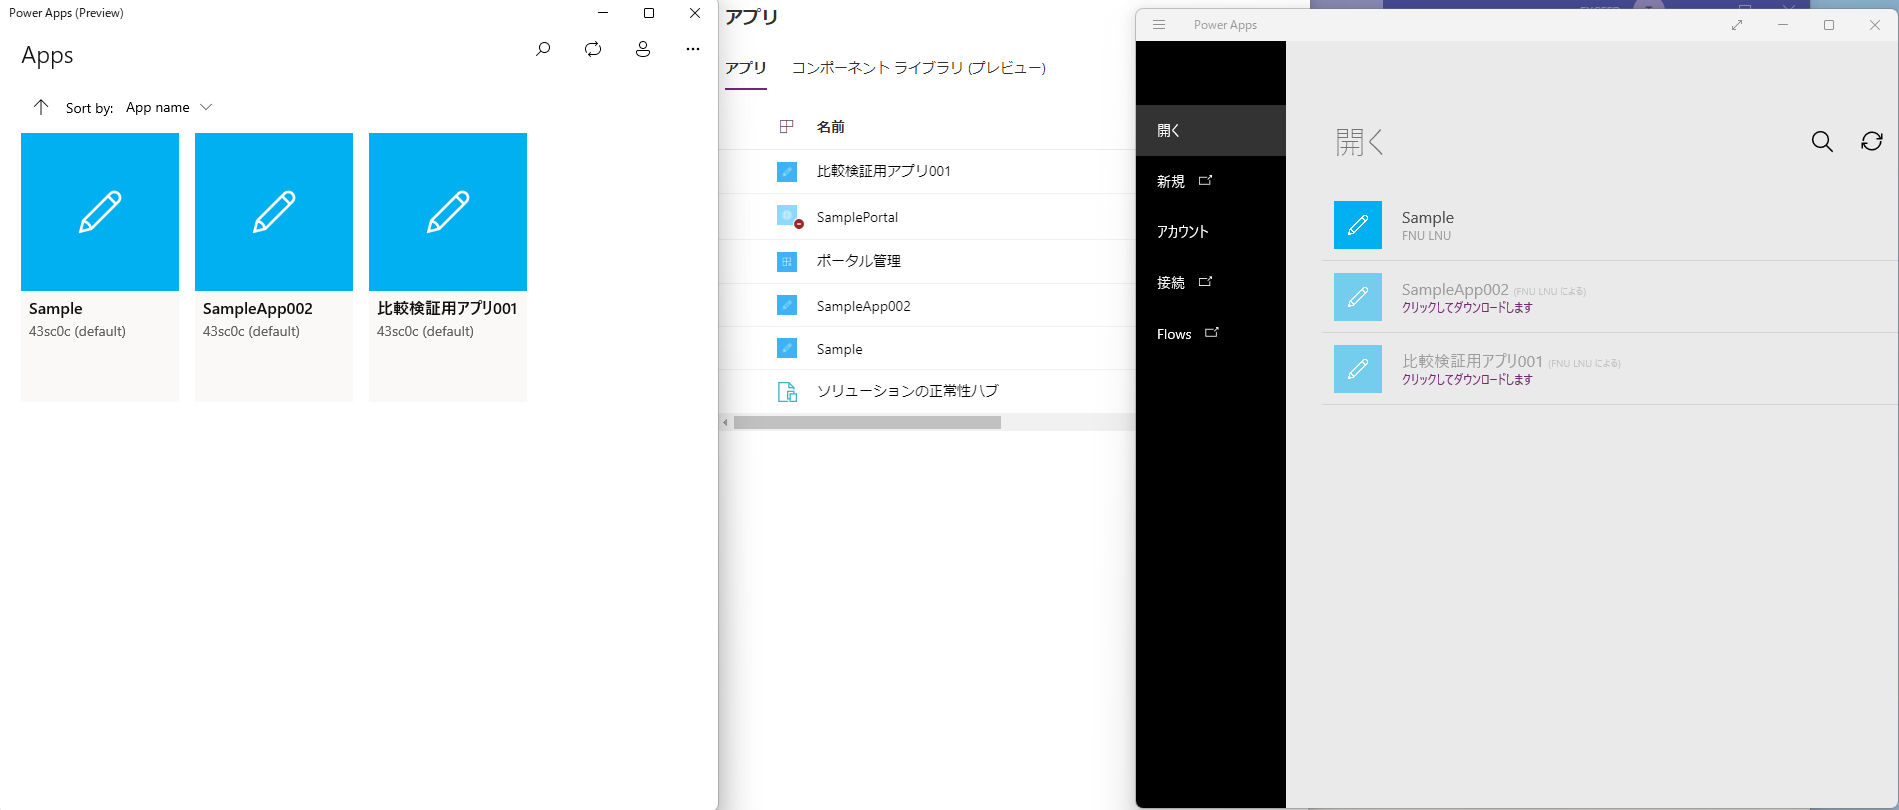 Power Apps (Preview)
Apps
Sort by: App name
Sample
43sc0c (default)
SampleApp002
43sc0c (default)
比較検証用アプリ001
43sc0c (default)
アプリ
アプリ
コンポーネント ライブラリ (プレビュー)
名前
比較検証用アプリ001
SamplePortal
ポータル管理
SampleApp002
Sample
ソリューションの正常性ハブ
Power Apps
開く
新規
アカウント
接続
Flows
開く
Sample
FNU LNU
SampleApp002 (FNU LNU による)
クリックしてダウンロードします
比較検証用アプリ001 (FNU LNU による)
クリックしてダウンロードします